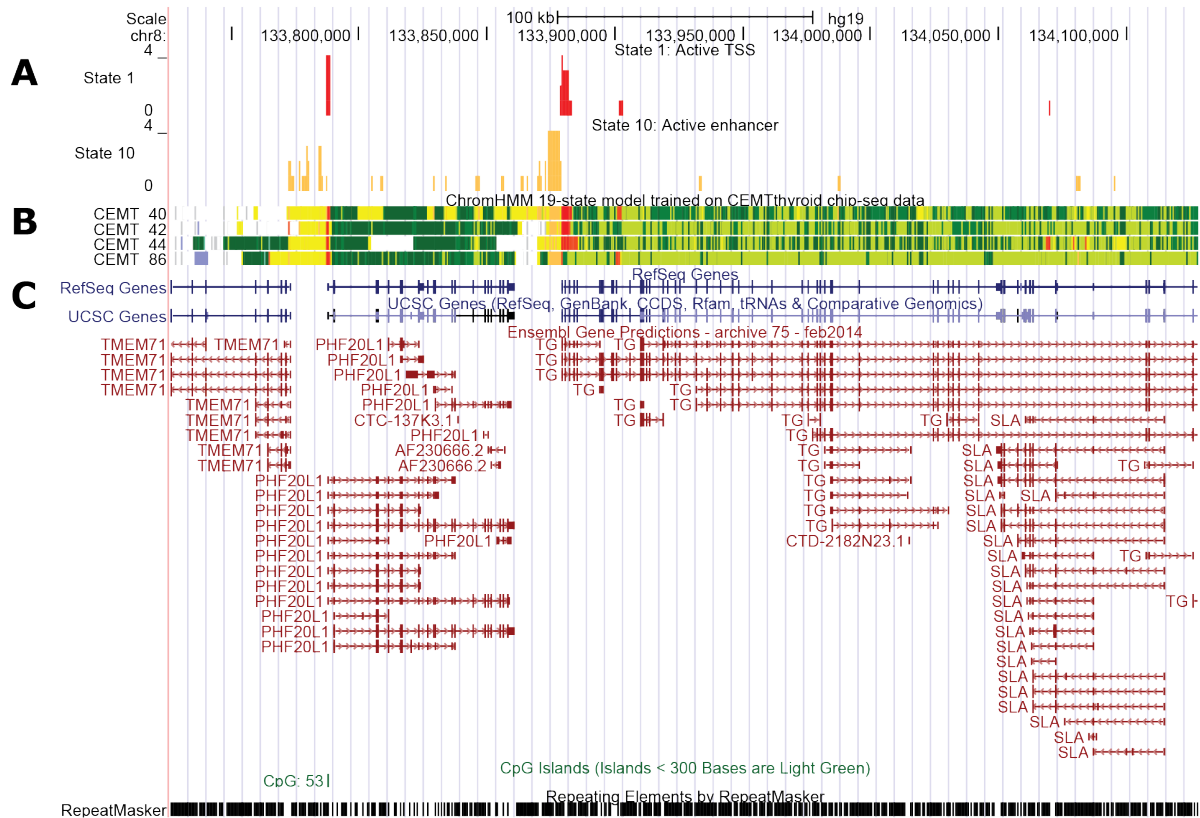 Scale 100 kb hg19
chr8: 133,800,000 133,850,000 133,900,000 133,950,000 134,000,000 134,050,000 134,100,000
State 1: Active TSS
A
4
State 1
0
State 10: Active enhancer
4
State 10
0
ChromHMM 19-state model trained on CEMTthyroid chip-seq data
B
CEMT 40
CEMT 42
CEMT 44
CEMT 86
C
RefSeq Genes
RefSeq Genes
UCSC Genes (RefSeq, GenBank, CCDS, Rfam, tRNAs & Comparative Genomics)
UCSC Genes
Ensembl Gene Predictions - archive 75 - feb2014
TMEM71 TMEM71 PHF20L1 TG TG
TMEM71 PHF20L1 TG
TMEM71 PHF20L1 TG
TMEM71 PHF20L1 TG TG
TMEM71 PHF20L1 TG TG
TMEM71 CTC-137K3.1 TG TG TG SLA
TMEM71 PHF20L1 TG
TMEM71 AF230666.2 TG SLA
TMEM71 AF230666.2 TG SLA TG
PHF20L1 TG SLA
PHF20L1 TG SLA SLA
PHF20L1 TG SLA
PHF20L1 TG SLA
PHF20L1 PHF20L1 CTD-2182N23.1 SLA
PHF20L1 SLA TG
PHF20L1 SLA
PHF20L1 SLA
PHF20L1 SLA TG
PHF20L1 SLA
PHF20L1 SLA
PHF20L1 SLA
SLA
SLA
SLA
SLA
SLA
SLA
SLA
CpG Islands (Islands < 300 Bases are Light Green)
CpG: 53
Repeating Elements by RepeatMasker
RepeatMasker